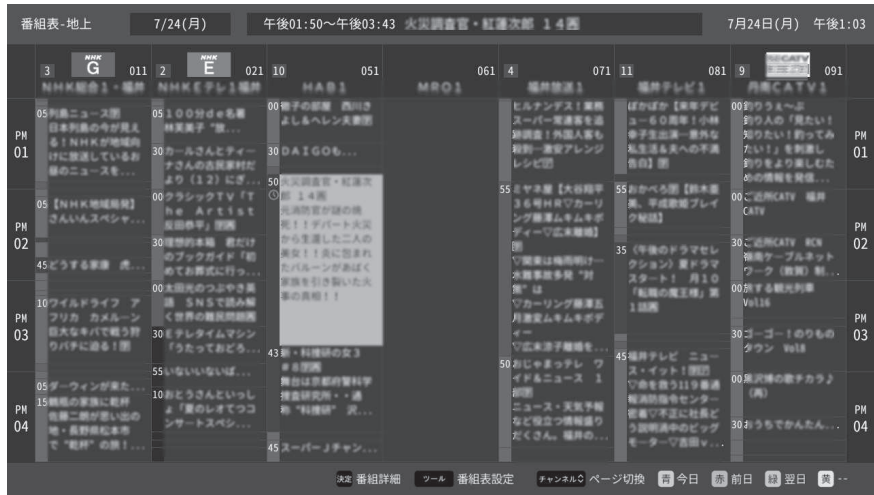 番組表-地上
7/24(月)
午後01:50〜午後03:43 火災調査官・紅蓮次郎 14
7月24日(月) 午後1:03
3 NHK G 011
NHK総合1・福井
2 NHK E 021
NHKEテレ1福井
10 051
HAB1
061
MRO1
4 071
福井放送1
11 081
福井テレビ1
9 091
丹南CATV1
PM 01
PM 02
PM 03
PM 04
05 列島ニュース
日本列島の今が見え
る!NHKが地域向
けに放送しているお
昼のニュースを...
05 【NHK地域局発】
さんいんスペシャ...
45 どうする家康 虎...
10 ワイルドライフ ア
フリカ カメルーン
巨大なキバで戦う狩
りバチに迫る!
05 ダーウィンが来た...
15 鶴瓶の家族に乾杯
佐藤二朗が思い出の
地・長野県松本市
で"乾杯"の旅!...
05 100分de名著
林芙美子 "放...
30 カールさんとティー
ナさんの古民家村だ
より(12)にぎ...
00 クラシックTV「T
he Artist
反田恭平」
30 理想的本箱 君だけ
のブックガイド「初
めてお葬式に行っ...
00 太田光のつぶやき英
語 SNSで読み解
く世界の難民問題
30 Eテレタイムマシン
「うたっておどろ...
55 いないいないば...
10 おとうさんといっし
ょ「夏のレオてつコ
ンサートスペシ...
00 徹子の部屋 西川き
よし&ヘレン夫妻
30 DAIGOも...
50 火災調査官・紅蓮次
郎 14
元消防官が謎の焼
死!!デパート火災
から生還した二人の
美女!!炎に包まれ
たバルーンがあばく
家族を引き裂いた火
事の真相!!
43 新・科捜研の女3
#8
舞台は京都府警科学
捜査研究所・・通
称"科捜研" 沢...
45 スーパーJチャン...
ヒルナンデス!業務
スーパー常連客を追
跡調査!外国人客も
殺到…激安アレンジ
レシピ
55 ミヤネ屋【大谷翔平
36号HR▽カーリ
ング藤澤ムキムキボ
ディー▽広末離婚】
▽関東は梅雨明け…
水難事故多発"対
策"は
▽カーリング藤澤五
月激変ムキムキボデ
ィー
▽広末涼子離婚を...
50 おじゃまっテレ ワ
イド&ニュース 1
部
ニュース・天気予報
など役立つ情報盛り
だくさん。福井の...
ぽかぽか【来年デビ
ュー60周年!小林
幸子生出演…意外な
私生活&夫への不満
告白】
55 おかべろ【鈴木亜
美、平成歌姫ブレイ
ク秘話】
35 〈午後のドラマセレ
クション〉夏ドラマ
スタート! 月10
「転職の魔王様」第
1話
45 福井テレビ ニュー
ス・イット!
▽命を救う119番通
報消防指令センター
密着▽不正に社長ど
う説明渦中のビッグ
モーター▽吉田v...
00 釣りうぇ〜ぶ
釣り人の「見たい!
知りたい!釣ってみ
たい!」を刺激し
釣りをより楽しむた
めの情報を発信...
00 ご近所CATV 福井
CATV
30 ご近所CATV RCN
嶺南ケーブルネット
ワーク(敦賀)制...
00 旅する観光列車
Vol16
30 ゴーゴー!のりもの
タウン Vol8
00 黒沢博の歌チカラ♪
(再)
30 おうちでかんたん...
決定 番組詳細 ツール 番組表設定 チャンネル ページ切換 青 今日 赤 前日 緑 翌日 黄 --